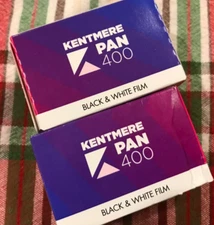 KENTMERE
PAN
400
BLACK & WHITE FILM
KENTMERE
PAN
400
BLACK & WHITE FILM